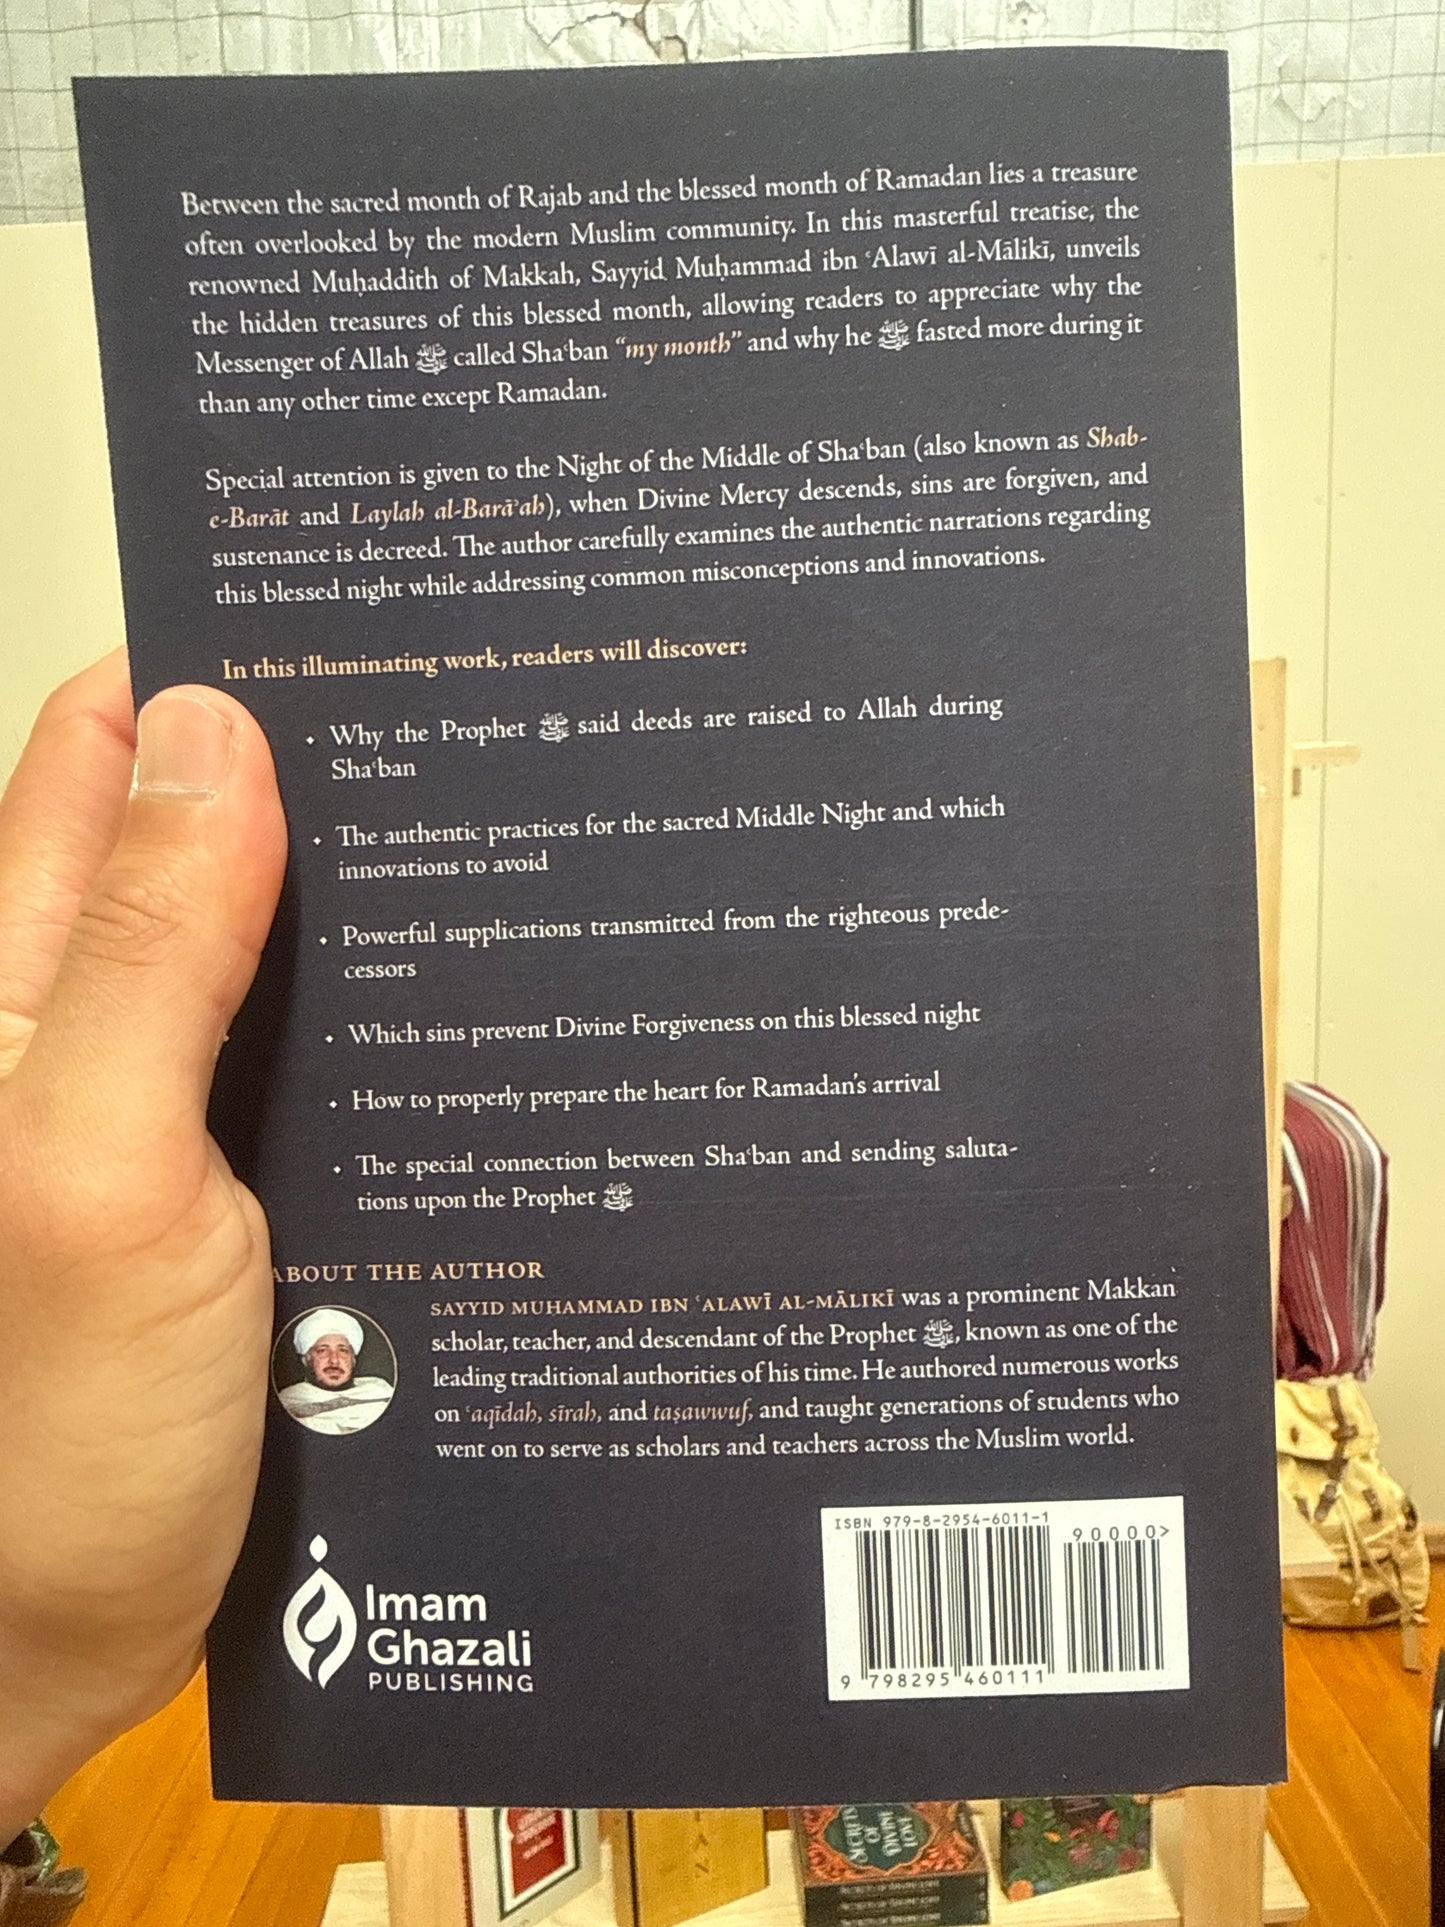 Between the sacred month of Rajab and the blessed month of Ramadan lies a treasure
often overlooked by the modern Muslim community. In this masterful treatise, the
renowned Muḥaddith of Makkah, Sayyid Muḥammad ibn ʿAlawī al-Mālikī, unveils
the hidden treasures of this blessed month, allowing readers to appreciate why the
Messenger of Allah ﷺ called Shaʿban “my month” and why he ﷺ fasted more during it
than any other time except Ramadan.
Special attention is given to the Night of the Middle of Shaʿban (also known as Shab-
e-Barāt and Laylah al-Barāʾah), when Divine Mercy descends, sins are forgiven, and
sustenance is decreed. The author carefully examines the authentic narrations regarding
this blessed night while addressing common misconceptions and innovations.
In this illuminating work, readers will discover:
• Why the Prophet ﷺ said deeds are raised to Allah during
Shaʿban
• The authentic practices for the sacred Middle Night and which
innovations to avoid
• Powerful supplications transmitted from the righteous prede-
cessors
• Which sins prevent Divine Forgiveness on this blessed night
• How to properly prepare the heart for Ramadan's arrival
• The special connection between Shaʿban and sending saluta-
tions upon the Prophet ﷺ
ABOUT THE AUTHOR
SAYYID MUHAMMAD IBN ʿALAWĪ AL-MĀLIKĪ was a prominent Makkan
scholar, teacher, and descendant of the Prophet ﷺ, known as one of the
leading traditional authorities of his time. He authored numerous works
on ʿaqīdah, sīrah, and taṣawwuf, and taught generations of students who
went on to serve as scholars and teachers across the Muslim world.
Imam
Ghazali
PUBLISHING
ISBN 979-8-2954-6011-1
90000>
9 798295 460111
SECRETS
OF
DIVINE
LOVE